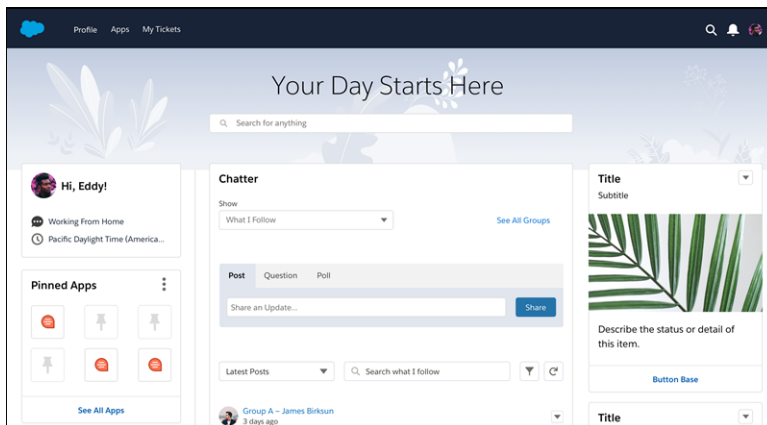 Profile Apps My Tickets
Your Day Starts Here
Search for anything
Hi, Eddy!
Working From Home
Pacific Daylight Time (America...
Pinned Apps
See All Apps
Chatter
Show
What I Follow
See All Groups
Post Question Poll
Share an Update...
Share
Latest Posts
Search what I follow
Group A – James Birksun
3 days ago
Title
Subtitle
Describe the status or detail of
this item.
Button Base
Title